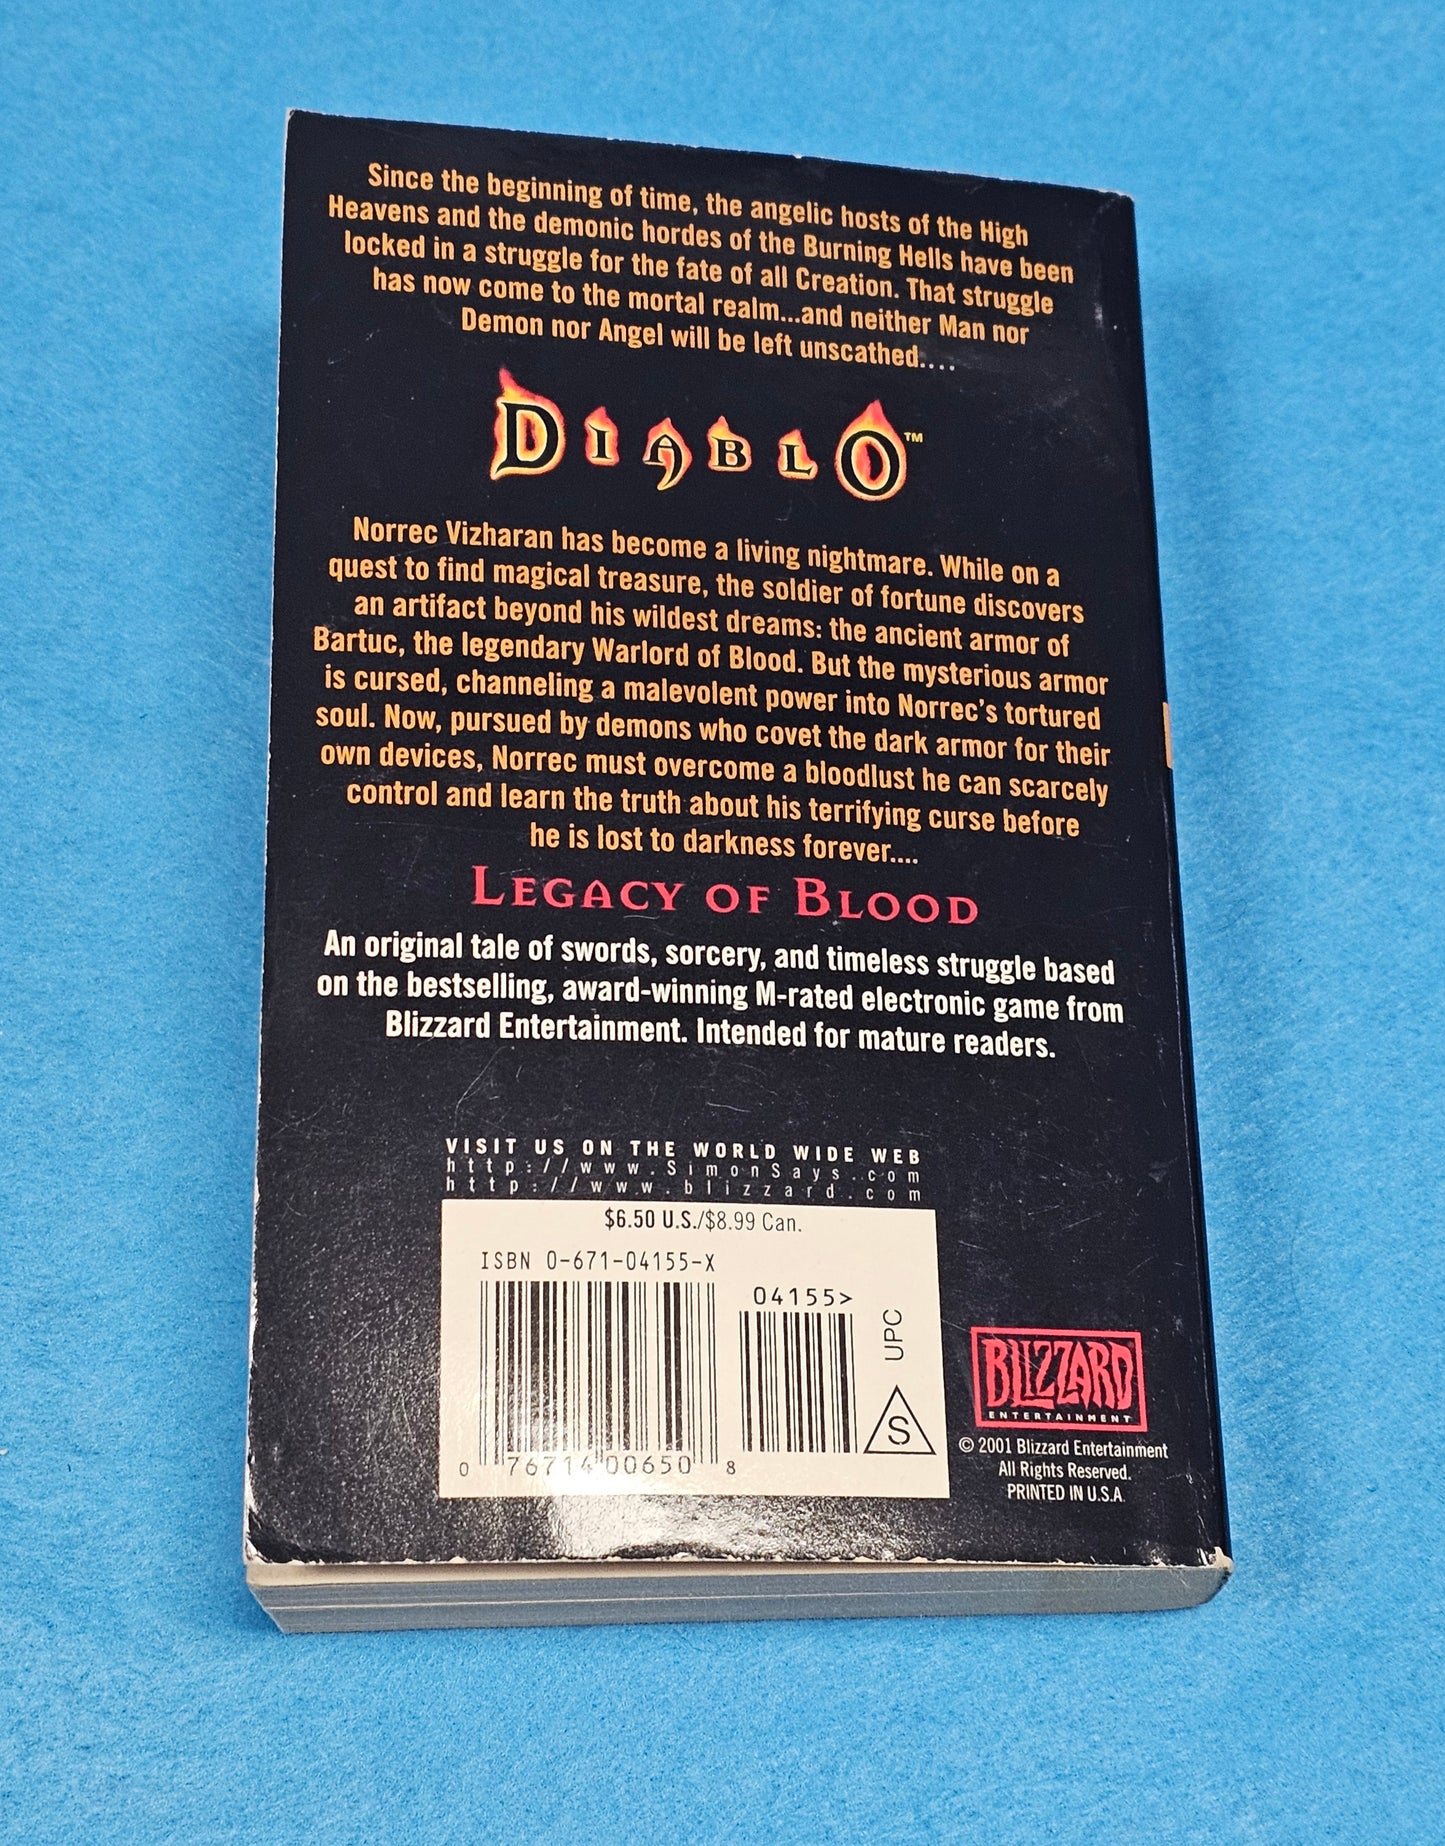 Since the beginning of time, the angelic hosts of the High
Heavens and the demonic hordes of the Burning Hells have been
locked in a struggle for the fate of all Creation. That struggle
has now come to the mortal realm...and neither Man nor
Demon nor Angel will be left unscathed....
DIABLO™
Norrec Vizharan has become a living nightmare. While on a
quest to find magical treasure, the soldier of fortune discovers
an artifact beyond his wildest dreams: the ancient armor of
Bartuc, the legendary Warlord of Blood. But the mysterious armor
is cursed, channeling a malevolent power into Norrec's tortured
soul. Now, pursued by demons who covet the dark armor for their
own devices, Norrec must overcome a bloodlust he can scarcely
control and learn the truth about his terrifying curse before
he is lost to darkness forever....
LEGACY OF BLOOD
An original tale of swords, sorcery, and timeless struggle based
on the bestselling, award-winning M-rated electronic game from
Blizzard Entertainment. Intended for mature readers.
VISIT US ON THE WORLD WIDE WEB
http://www.SimonSays.com
http://www.blizzard.com
$6.50 U.S./$8.99 Can.
ISBN 0-671-04155-X
04155>
UPC
S
0 76714 00650 8
BLIZZARD
ENTERTAINMENT
© 2001 Blizzard Entertainment
All Rights Reserved.
PRINTED IN U.S.A.